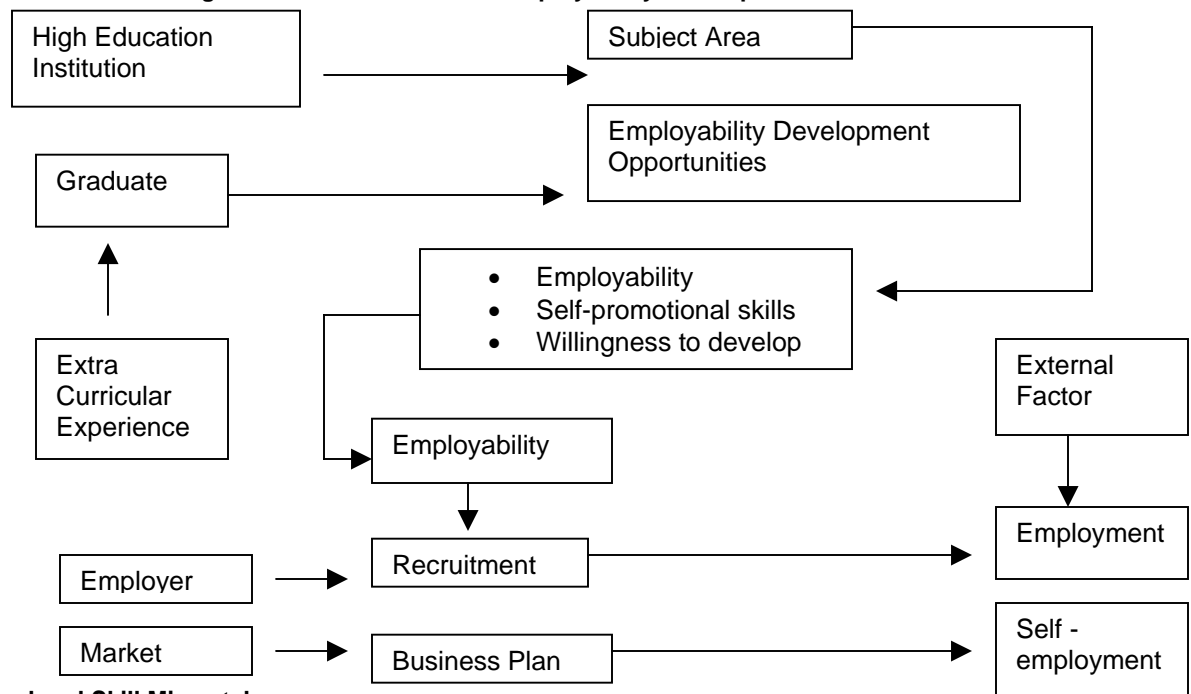 High Education
Institution
Subject Area
Employability Development
Opportunities
Graduate
• Employability
• Self-promotional skills
• Willingness to develop
Extra
Curricular
Experience
External
Factor
Employability
Employment
Recruitment
Employer
Self -
employment
Market
Business Plan
Skill